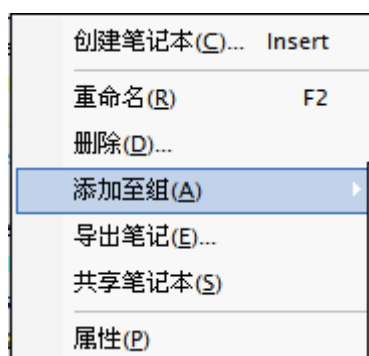 创建笔记本(C)... Insert
重命名(R) F2
删除(D)...
添加至组(A)
导出笔记(E)...
共享笔记本(S)
属性(P)